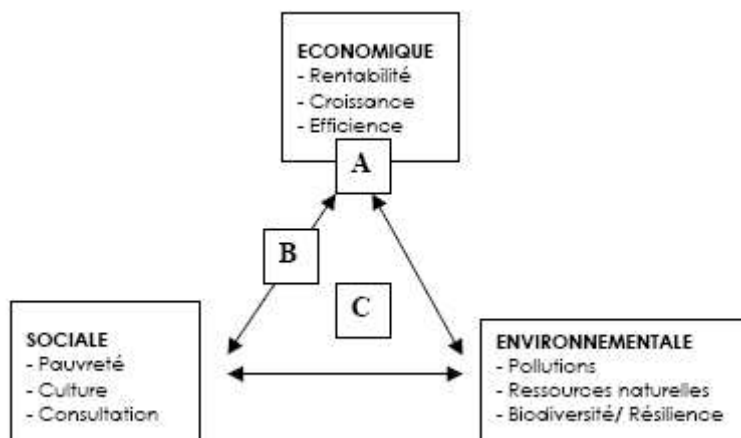 ECONOMIQUE
- Rentabilité
- Croissance
- Efficience
A
B
C
SOCIALE
- Pauvreté
- Culture
- Consultation
ENVIRONNEMENTALE
- Pollutions
- Ressources naturelles
- Biodiversité/ Résilience